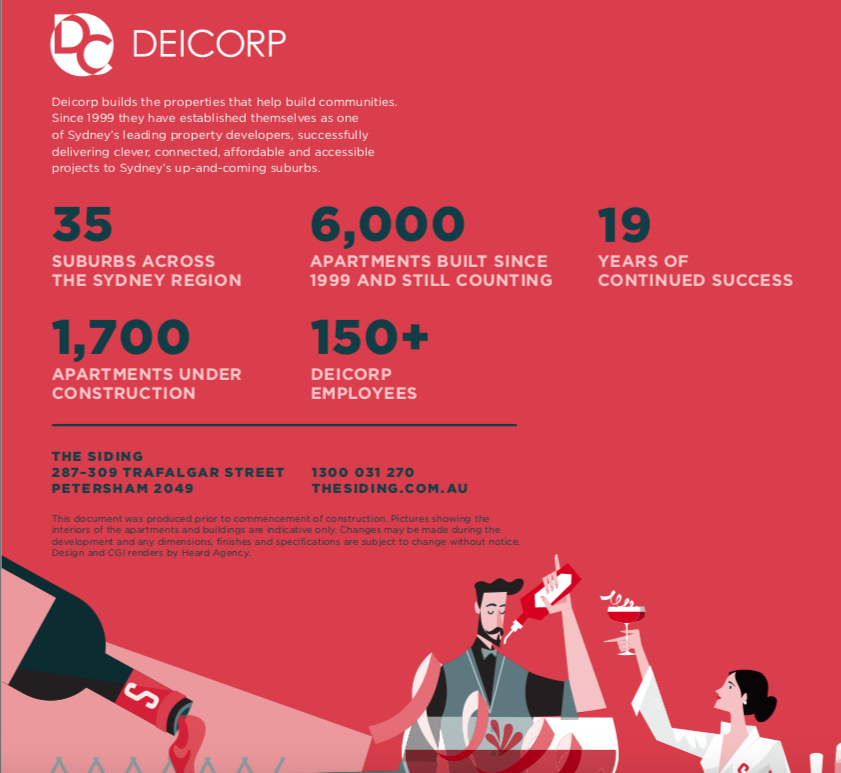 DC DEICORP
Deicorp builds the properties that help build communities.
Since 1999 they have established themselves as one
of Sydney's leading property developers, successfully
delivering clever, connected, affordable and accessible
projects to Sydney's up-and-coming suburbs.
35
SUBURBS ACROSS
THE SYDNEY REGION
6,000
APARTMENTS BUILT SINCE
1999 AND STILL COUNTING
19
YEARS OF
CONTINUED SUCCESS
1,700
APARTMENTS UNDER
CONSTRUCTION
150+
DEICORP
EMPLOYEES
THE SIDING
287–309 TRAFALGAR STREET
PETERSHAM 2049
1300 031 270
THESIDING.COM.AU
This document was produced prior to commencement of construction. Pictures showing the
interiors of the apartments and buildings are indicative only. Changes may be made during the
development and any dimensions, finishes and specifications are subject to change without notice.
Design and CGI renders by Heard Agency.
S
S